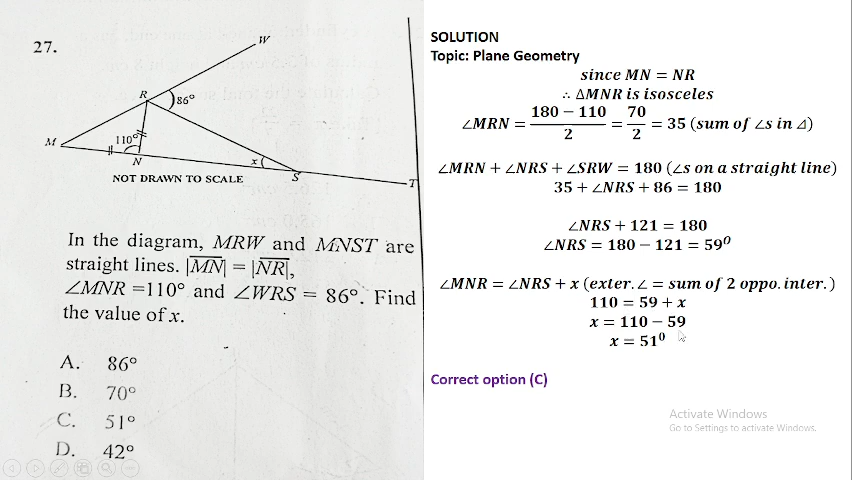 27.
W
R
86°
M
110°
N
x
S
T
NOT DRAWN TO SCALE
In the diagram, MRW and MNST are
straight lines. |MN| = |NR|,
∠MNR =110° and ∠WRS = 86°. Find
the value of x.
A. 86°
B. 70°
C. 51°
D. 42°
SOLUTION
Topic: Plane Geometry
since MN = NR
∴ ΔMNR is isosceles
∠MRN = (180 − 110)/2 = 70/2 = 35 (sum of ∠s in ⊿)
∠MRN + ∠NRS + ∠SRW = 180 (∠s on a straight line)
35 + ∠NRS + 86 = 180
∠NRS + 121 = 180
∠NRS = 180 − 121 = 59⁰
∠MNR = ∠NRS + x (exter.∠ = sum of 2 oppo. inter.)
110 = 59 + x
x = 110 − 59
x = 51⁰
Correct option (C)
Activate Windows
Go to Settings to activate Windows.